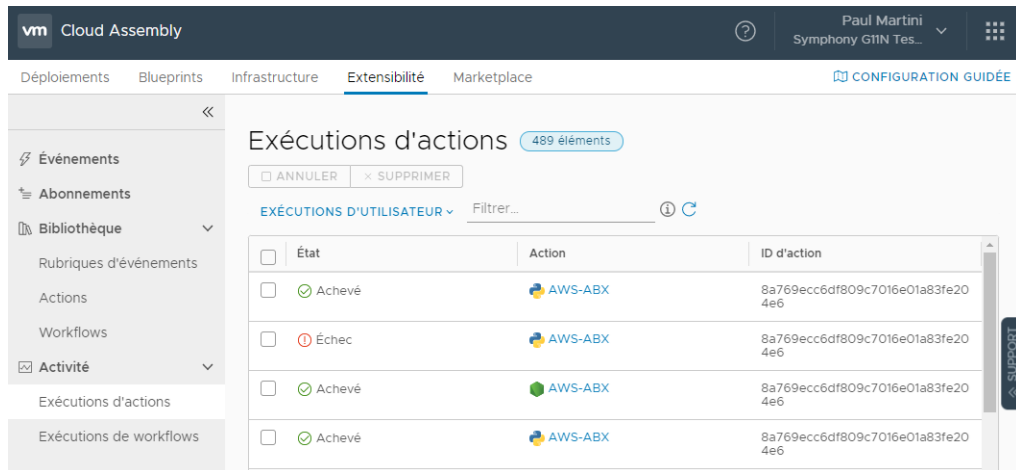 vm Cloud Assembly
Paul Martini
Symphony G11N Tes...
Déploiements Blueprints Infrastructure Extensibilité Marketplace CONFIGURATION GUIDÉE
Événements
Abonnements
Bibliothèque
Rubriques d'événements
Actions
Workflows
Activité
Exécutions d'actions
Exécutions de workflows
Exécutions d'actions 489 éléments
ANNULER SUPPRIMER
EXÉCUTIONS D'UTILISATEUR Filtrer...
État Action ID d'action
Achevé AWS-ABX 8a769ecc6df809c7016e01a83fe20
4e6
Échec AWS-ABX 8a769ecc6df809c7016e01a83fe20
4e6
Achevé AWS-ABX 8a769ecc6df809c7016e01a83fe20
4e6
Achevé AWS-ABX 8a769ecc6df809c7016e01a83fe20
4e6
SUPPORT